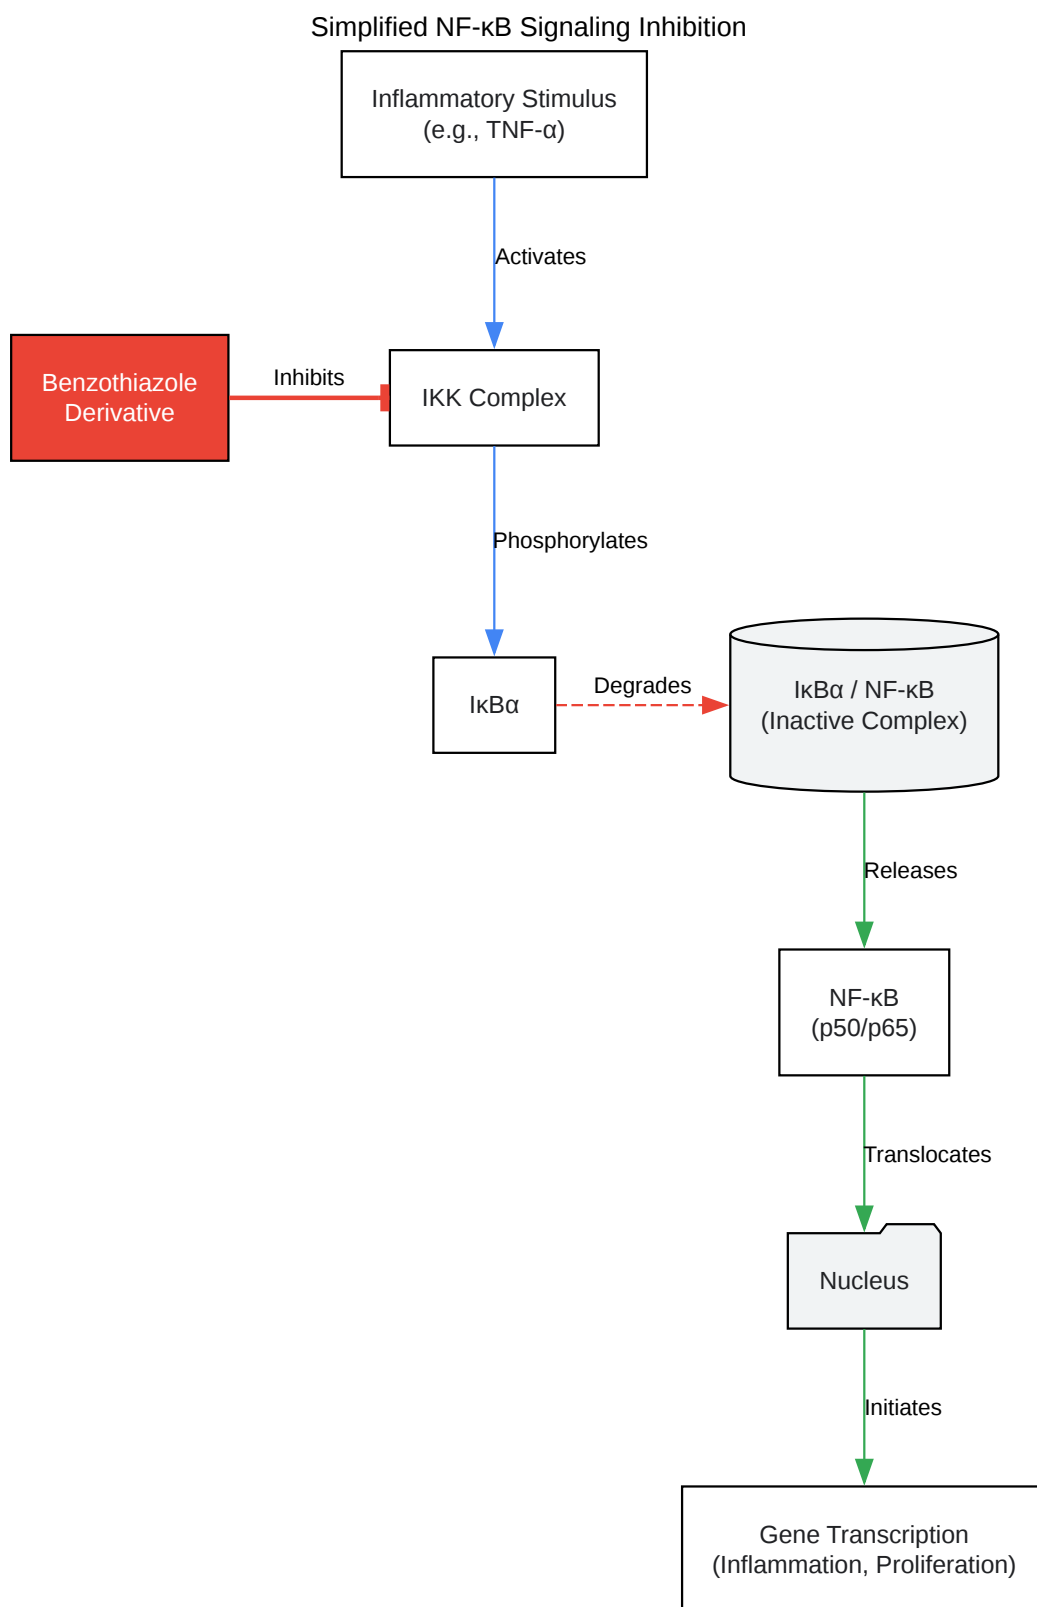 Simplified NF-κB Signaling Inhibition
Inflammatory Stimulus
(e.g., TNF-α)
Activates
Benzothiazole
Derivative
Inhibits
IKK Complex
Phosphorylates
IκBα
Degrades
IκBα / NF-κB
(Inactive Complex)
Releases
NF-κB
(p50/p65)
Translocates
Nucleus
Initiates
Gene Transcription
(Inflammation, Proliferation)